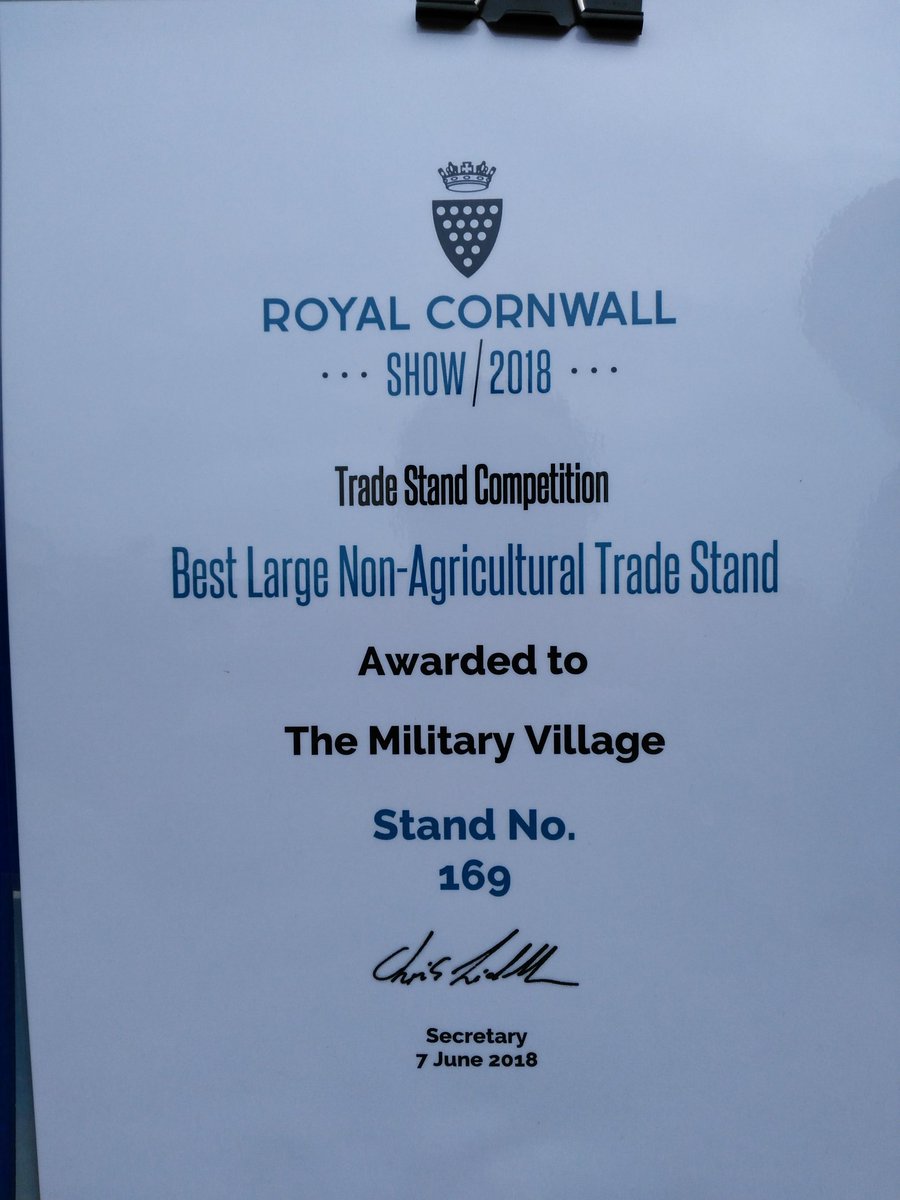 ROYAL CORNWALL
••• SHOW/2018 •••
Trade Stand Competition
Best Large Non-Agricultural Trade Stand
Awarded to
The Military Village
Stand No.
169
Chris
Secretary
7 June 2018